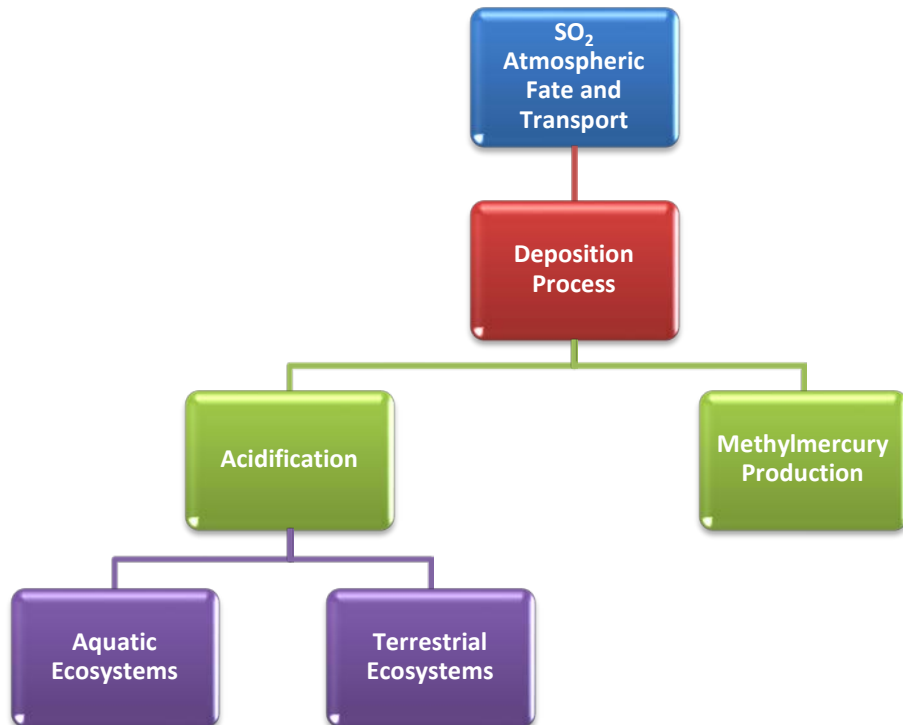 SO₂
Atmospheric
Fate and
Transport
Deposition
Process
Acidification
Methylmercury
Production
Aquatic
Ecosystems
Terrestrial
Ecosystems